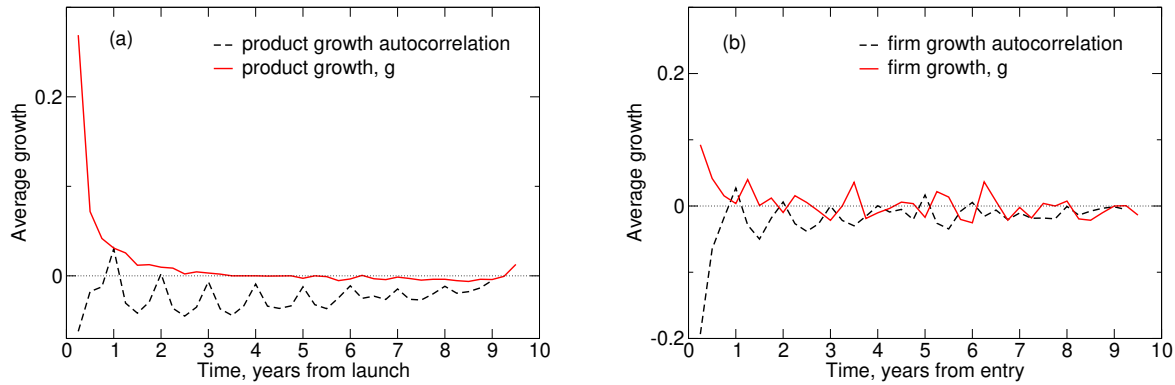 (a)
product growth autocorrelation
product growth, g
Average growth
0.2
0
0 1 2 3 4 5 6 7 8 9 10
Time, years from launch
(b)
firm growth autocorrelation
firm growth, g
Average growth
0.2
0
-0.2
0 1 2 3 4 5 6 7 8 9 10
Time, years from entry